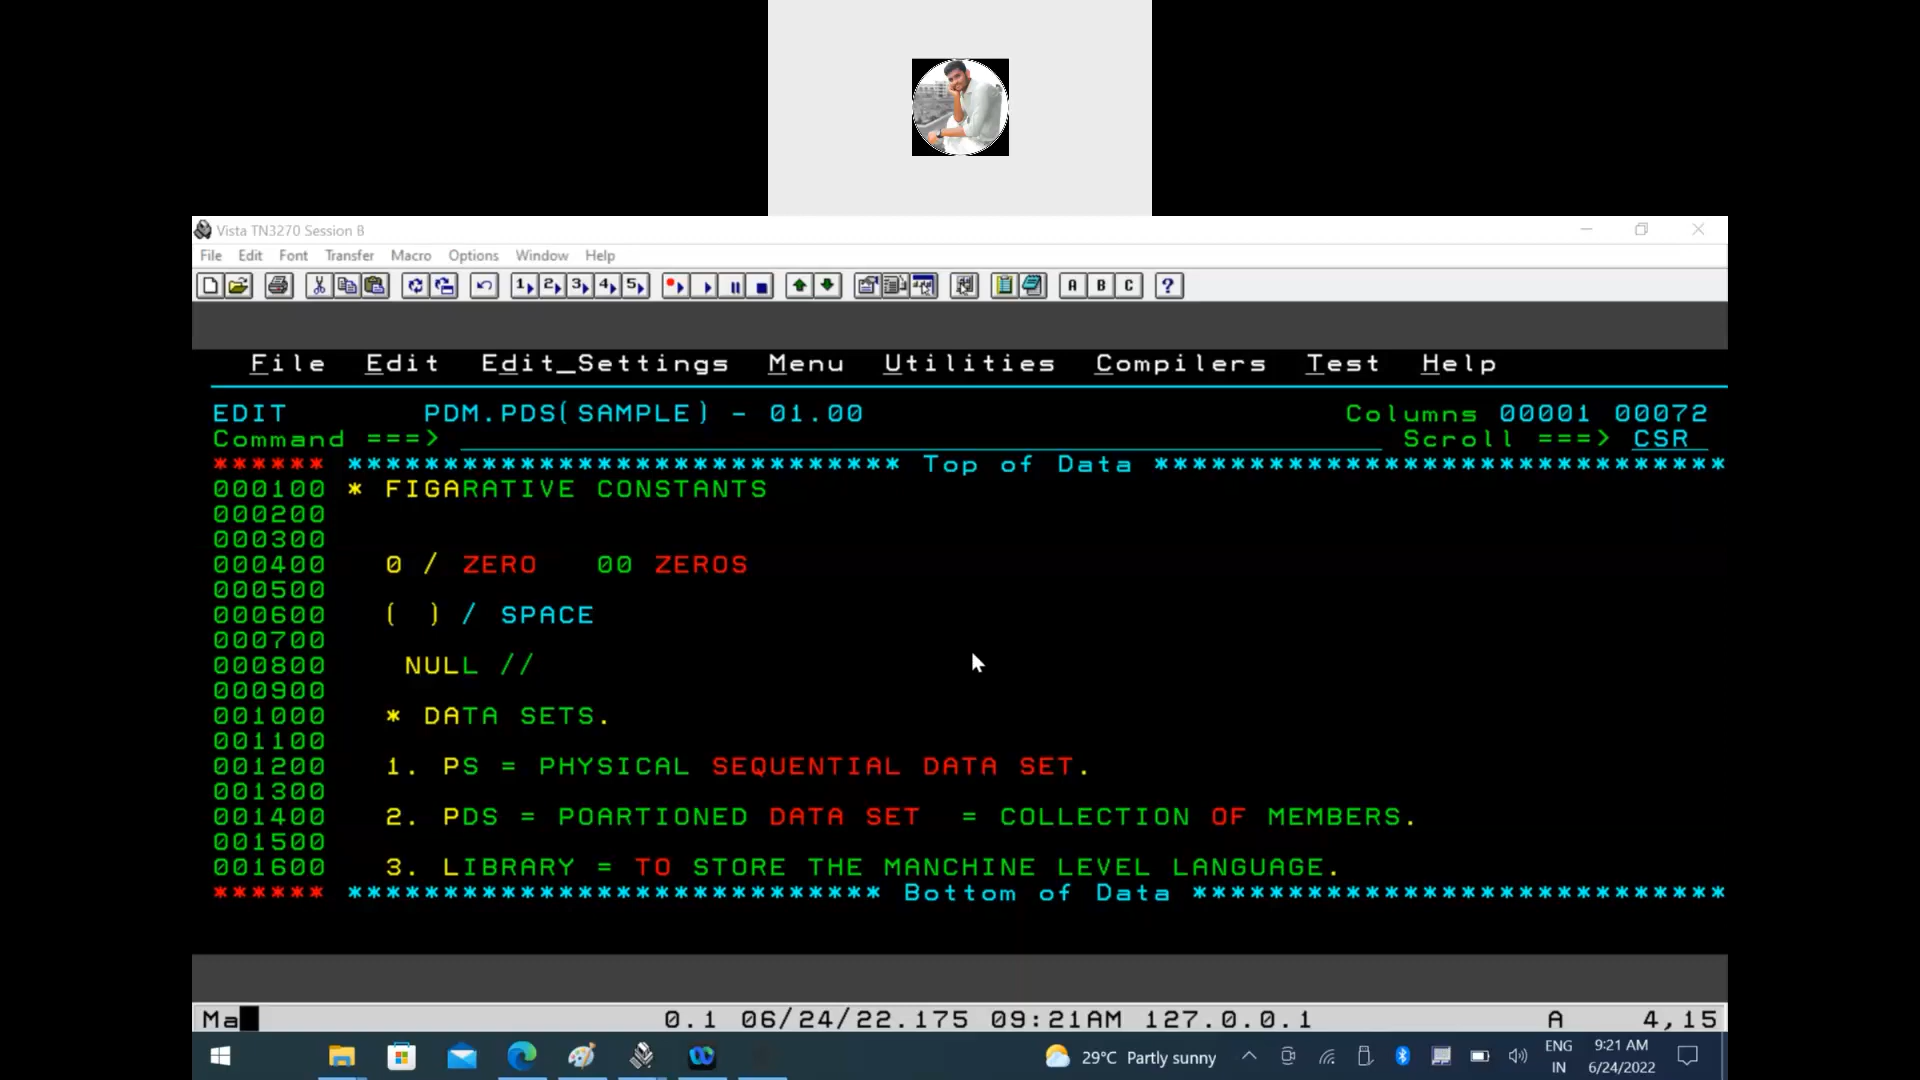 Vista TN3270 Session B
File Edit Font Transfer Macro Options Window Help
1 2 3 4 5 A B C ?
File Edit Edit_Settings Menu Utilities Compilers Test Help
EDIT PDM.PDS(SAMPLE) - 01.00 Columns 00001 00072
Command ===> Scroll ===> CSR
****** ***************************** Top of Data ******************************
000100 * FIGARATIVE CONSTANTS
000200
000300
000400 0 / ZERO 00 ZEROS
000500
000600 ( ) / SPACE
000700
000800 NULL //
000900
001000 * DATA SETS.
001100
001200 1. PS = PHYSICAL SEQUENTIAL DATA SET.
001300
001400 2. PDS = POARTIONED DATA SET = COLLECTION OF MEMBERS.
001500
001600 3. LIBRARY = TO STORE THE MANCHINE LEVEL LANGUAGE.
****** **************************** Bottom of Data ****************************
Ma 0.1 06/24/22.175 09:21AM 127.0.0.1 A 4,15
29°C Partly sunny ENG IN 9:21 AM 6/24/2022